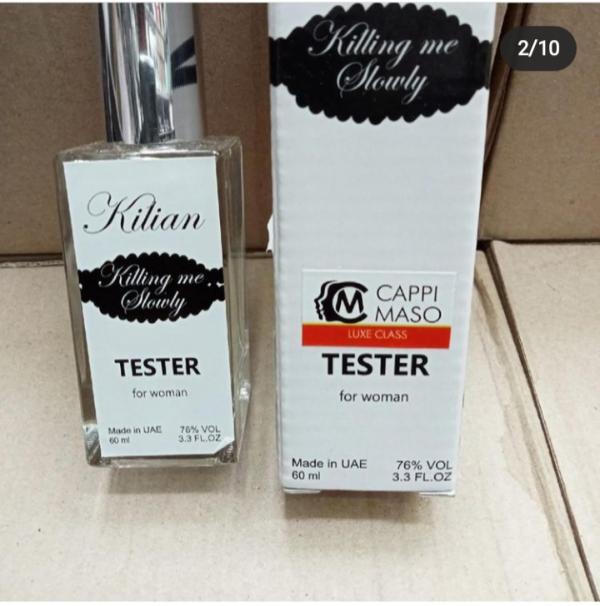 2/10
Killing me
Slowly
CAPPI
MASO
LUXE CLASS
TESTER
for woman
Made in UAE 76% VOL
60 ml 3.3 FL.OZ
Kilian
Killing me
Slowly
TESTER
for woman
Made in UAE 76% VOL
60 ml 3.3 FL.OZ